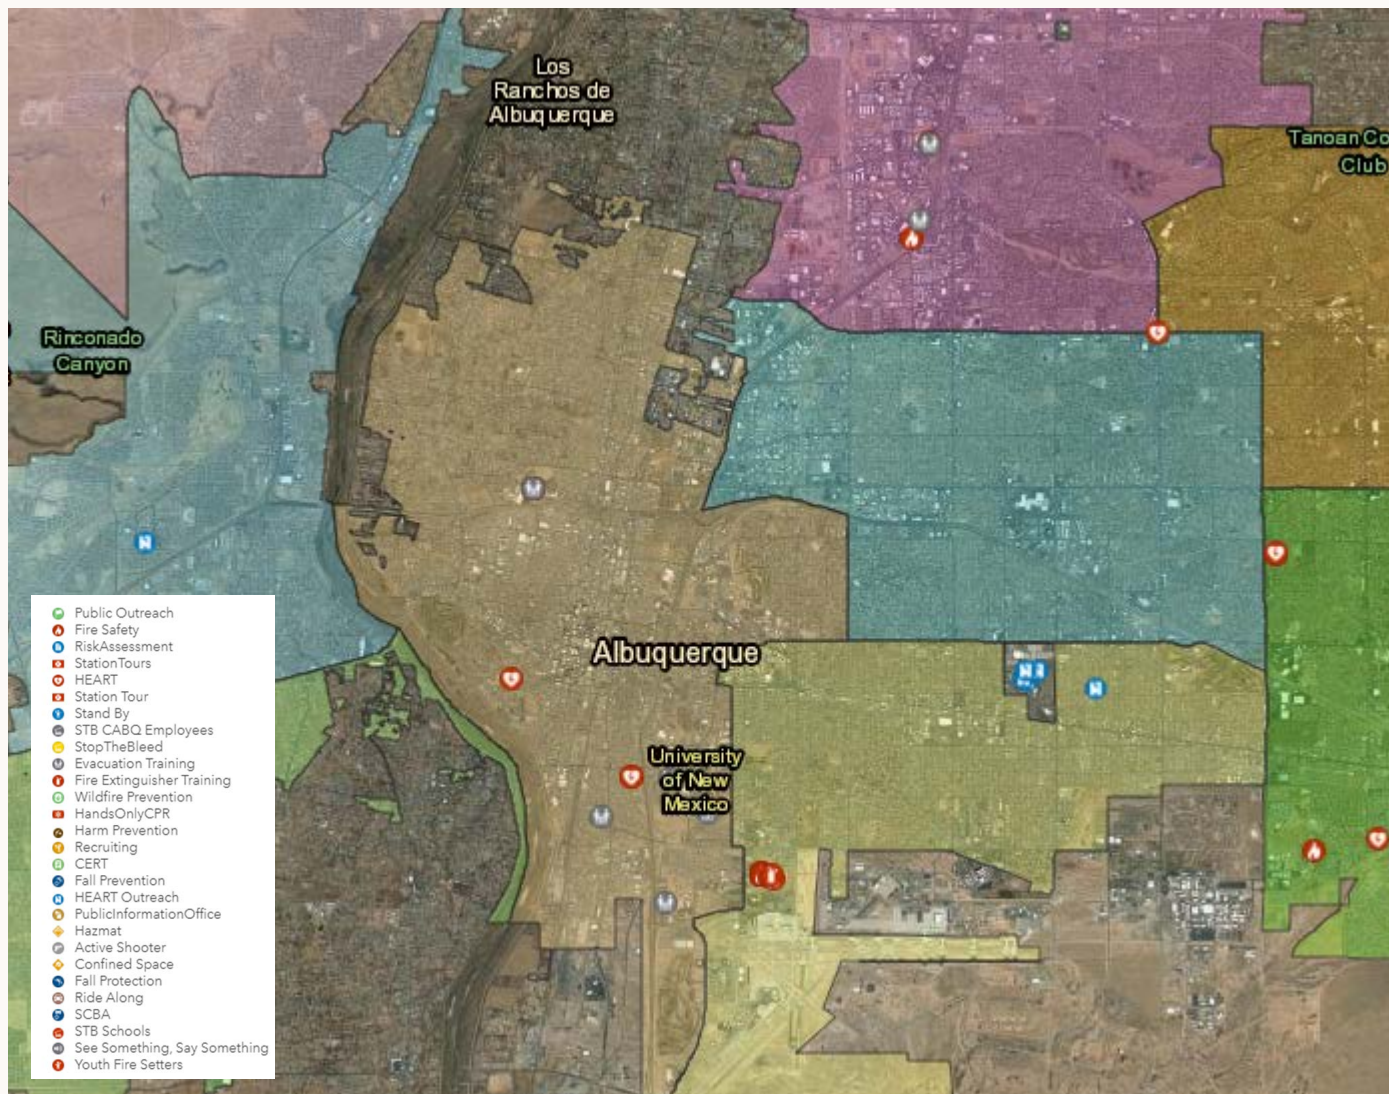 Los
Ranchos de
Albuquerque
Tanoan Co
Club
Rinconado
Canyon
Albuquerque
University
of New
Mexico
Public Outreach
Fire Safety
RiskAssessment
StationTours
HEART
Station Tour
Stand By
STB CABQ Employees
StopTheBleed
Evacuation Training
Fire Extinguisher Training
Wildfire Prevention
HandsOnlyCPR
Harm Prevention
Recruiting
CERT
Fall Prevention
HEART Outreach
PublicInformationOffice
Hazmat
Active Shooter
Confined Space
Fall Protection
Ride Along
SCBA
STB Schools
See Something, Say Something
Youth Fire Setters